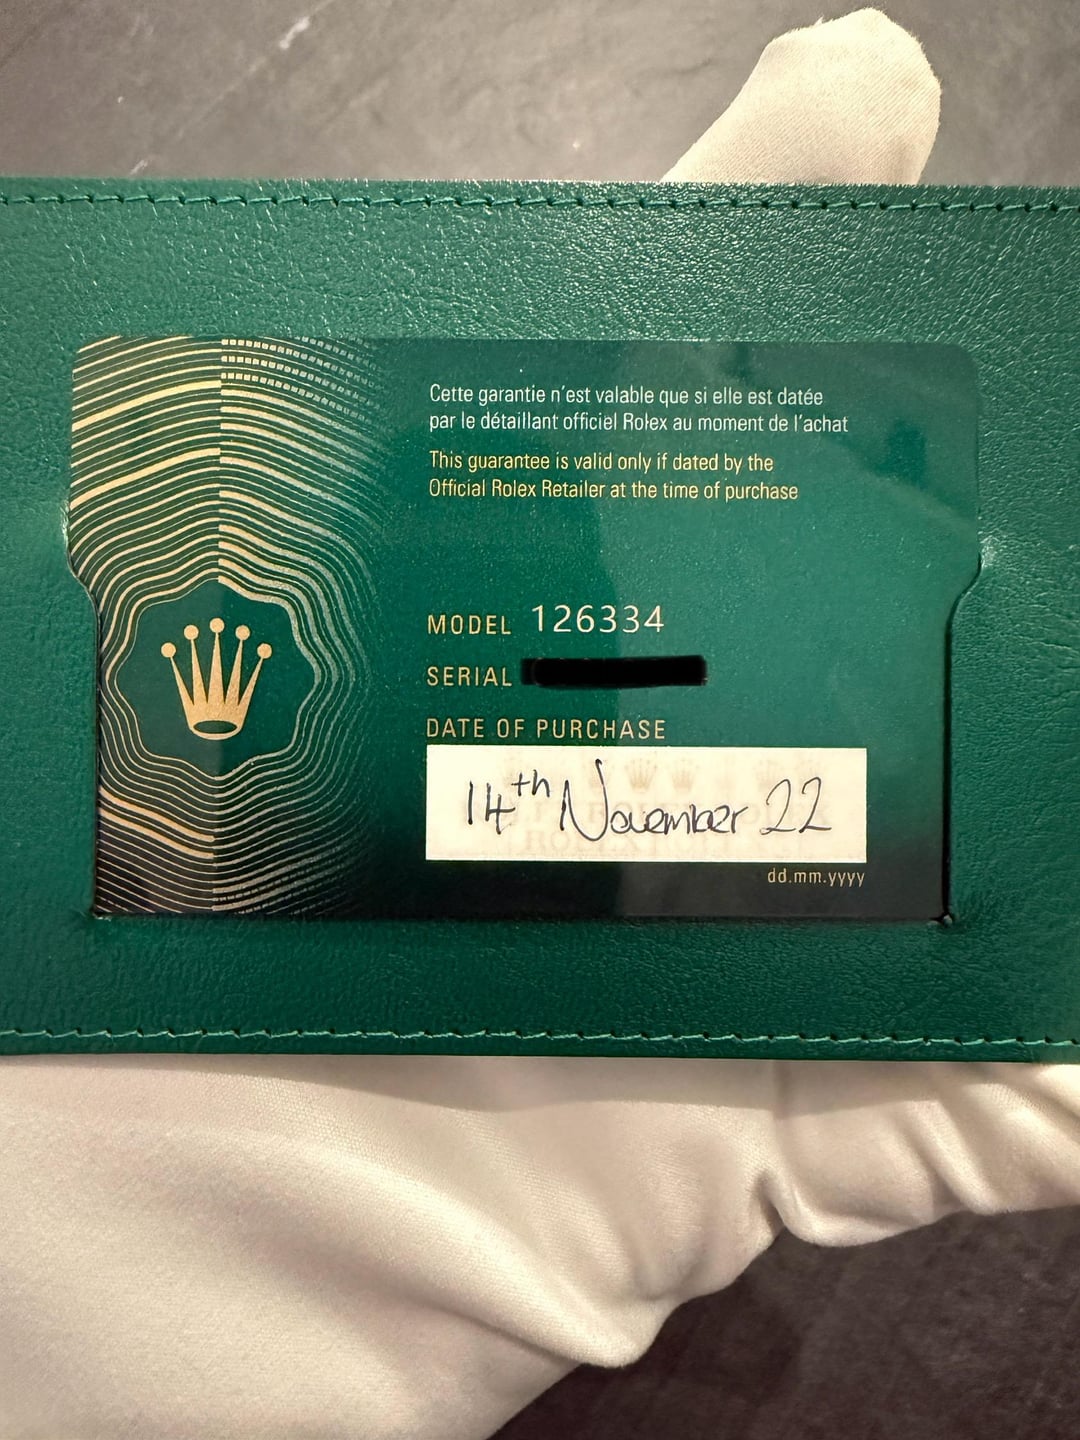 Cette garantie n'est valable que si elle est datée
par le détaillant officiel Rolex au moment de l'achat
This guarantee is valid only if dated by the
Official Rolex Retailer at the time of purchase
MODEL 126334
SERIAL
DATE OF PURCHASE
14th November 22
dd.mm.yyyy